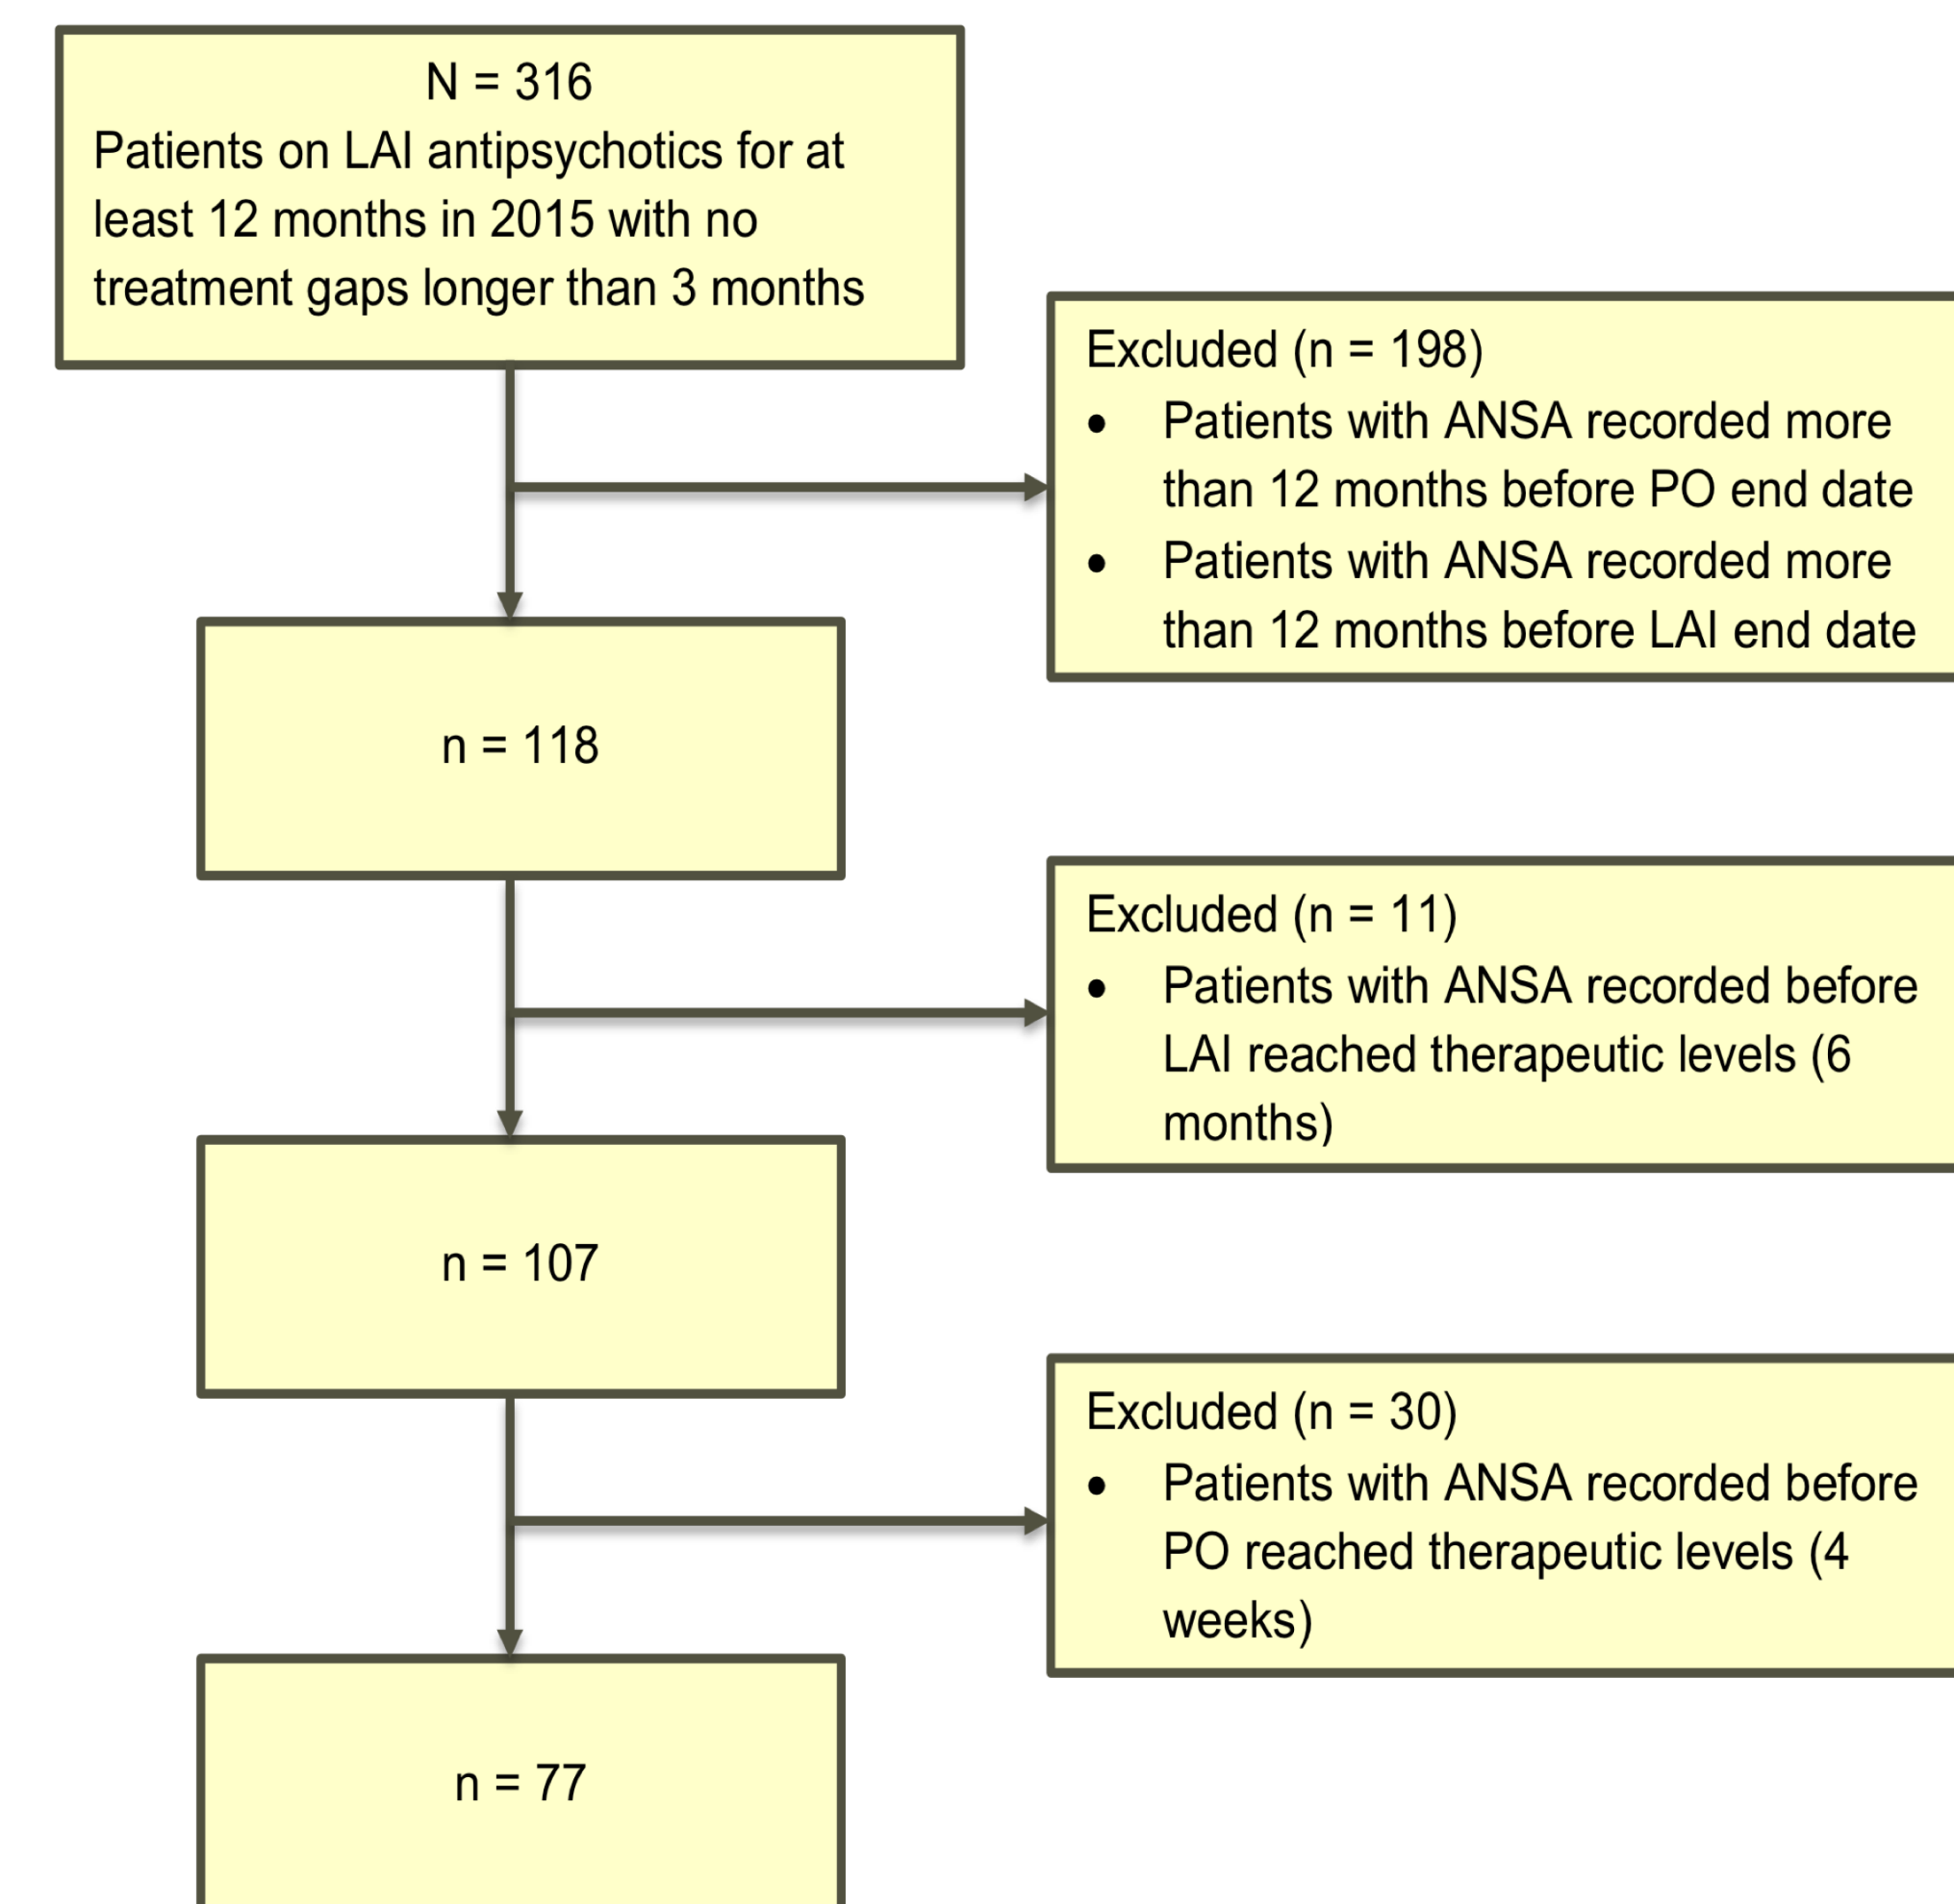 N = 316
Patients on LAI antipsychotics for at
least 12 months in 2015 with no
treatment gaps longer than 3 months
Excluded (n = 198)
• Patients with ANSA recorded more
than 12 months before PO end date
• Patients with ANSA recorded more
than 12 months before LAI end date
n = 118
Excluded (n = 11)
• Patients with ANSA recorded before
LAI reached therapeutic levels (6
months)
n = 107
Excluded (n = 30)
• Patients with ANSA recorded before
PO reached therapeutic levels (4
weeks)
n = 77